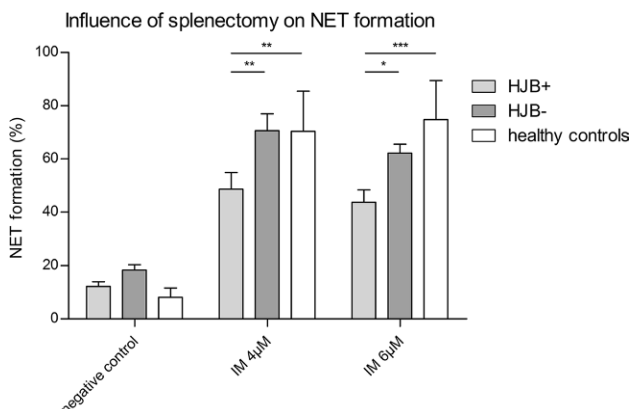 Influence of splenectomy on NET formation
NET formation (%)
100
80
60
40
20
0
**
**
***
*
HJB+
HJB-
healthy controls
negative control
IM 4µM
IM 6µM